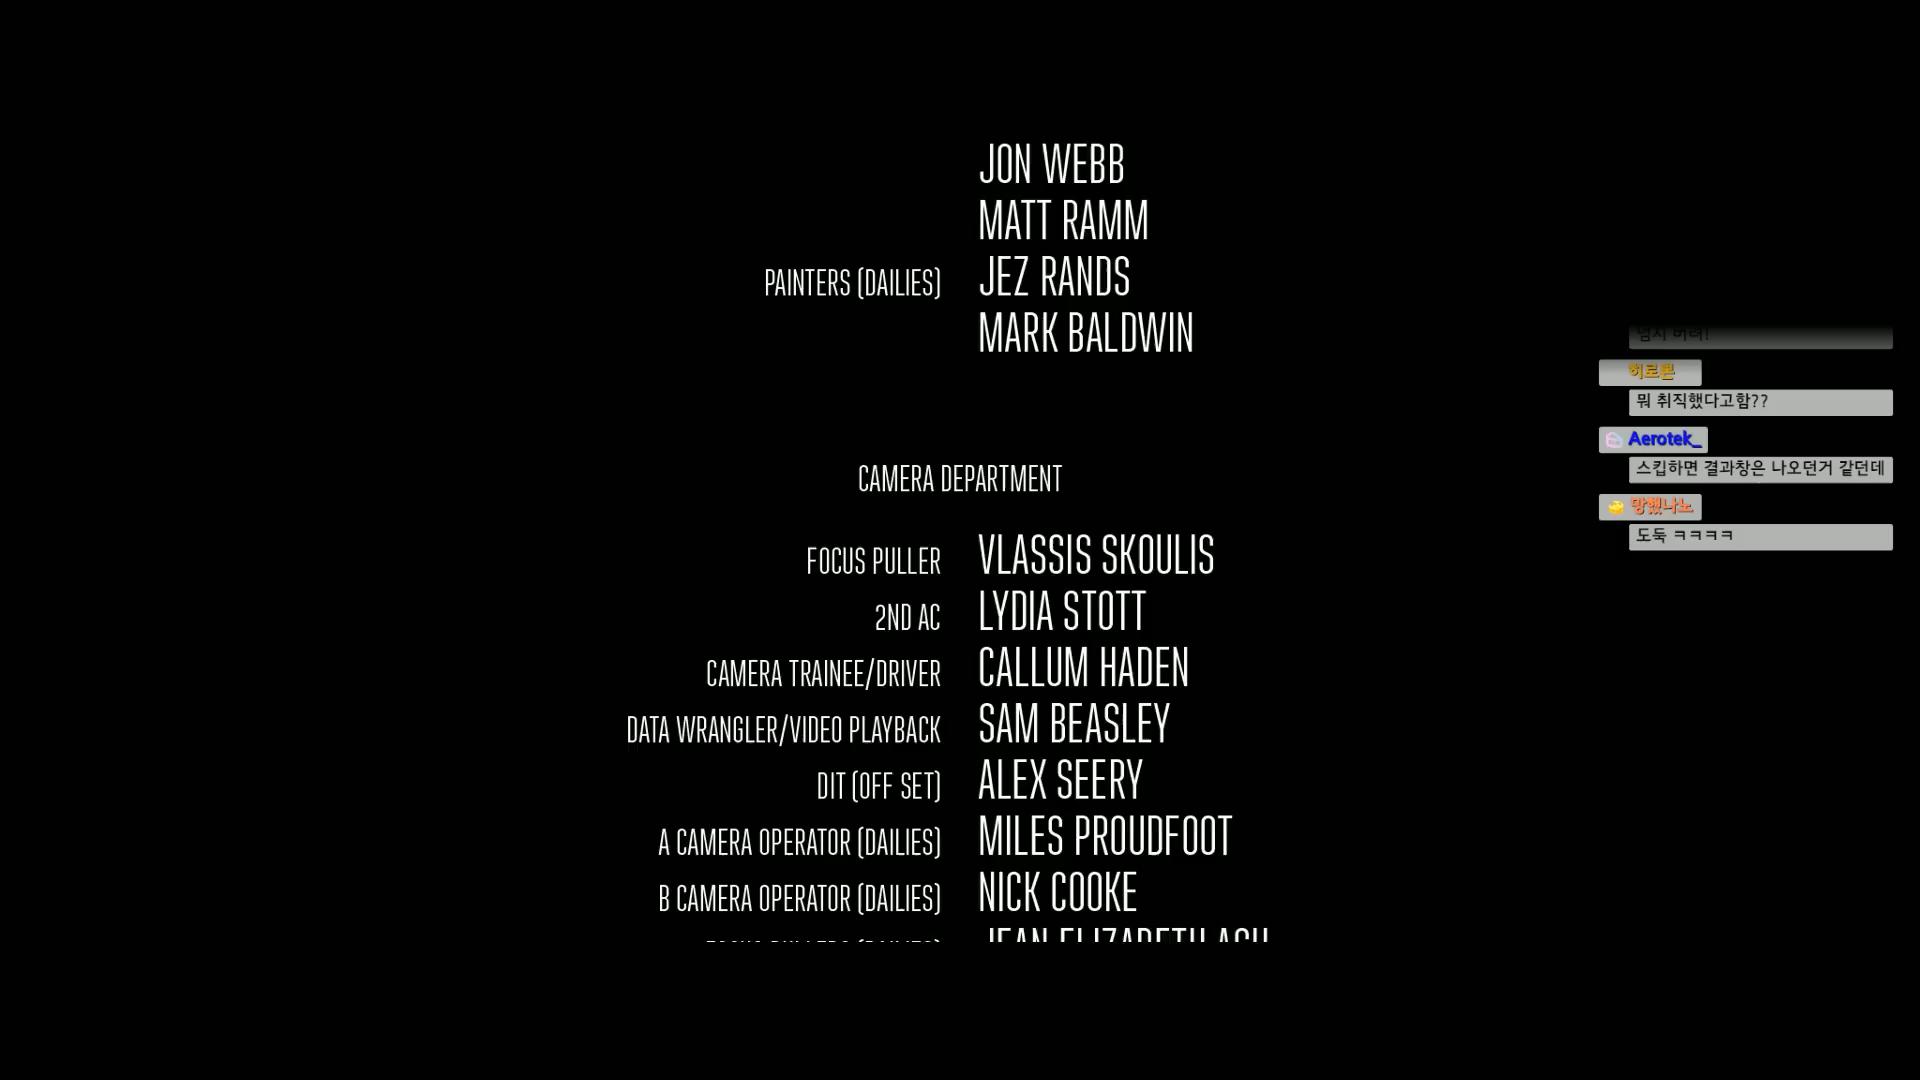 JON WEBB
MATT RAMM
PAINTERS (DAILIES) JEZ RANDS
MARK BALDWIN
CAMERA DEPARTMENT
FOCUS PULLER VLASSIS SKOULIS
2ND AC LYDIA STOTT
CAMERA TRAINEE/DRIVER CALLUM HADEN
DATA WRANGLER/VIDEO PLAYBACK SAM BEASLEY
DIT (OFF SET) ALEX SEERY
A CAMERA OPERATOR (DAILIES) MILES PROUDFOOT
B CAMERA OPERATOR (DAILIES) NICK COOKE
히로뽄
뭐 취직했다고함??
Aerotek_
스킵하면 결과창은 나오던거 같던데
망했나노
도둑 ㅋㅋㅋㅋ